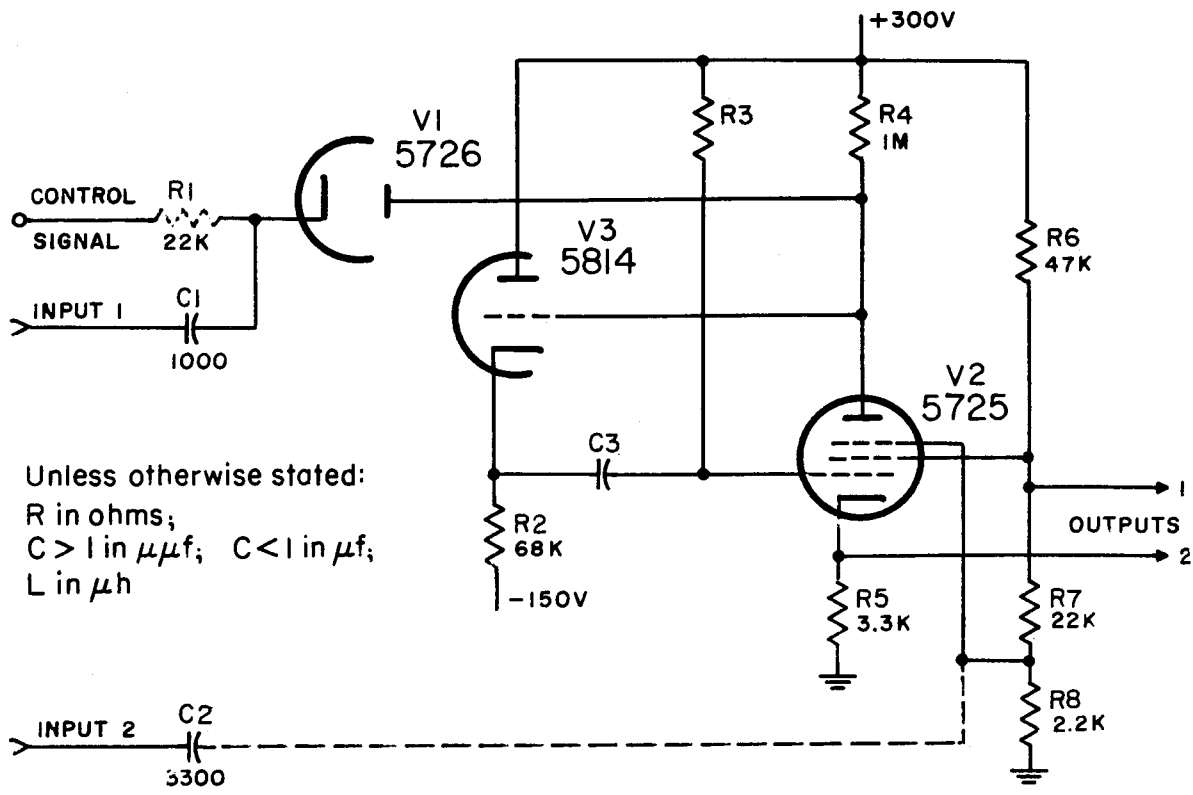 +300V
V1
5726
R3
R4
1M
CONTROL
SIGNAL
R1
22K
V3
5814
R6
47K
INPUT 1
C1
1000
V2
5725
C3
Unless otherwise stated:
R in ohms;
C > 1 in μμf; C < 1 in μf;
L in μh
R2
68K
-150V
1
OUTPUTS
2
R5
3.3K
R7
22K
R8
2.2K
INPUT 2
C2
3300